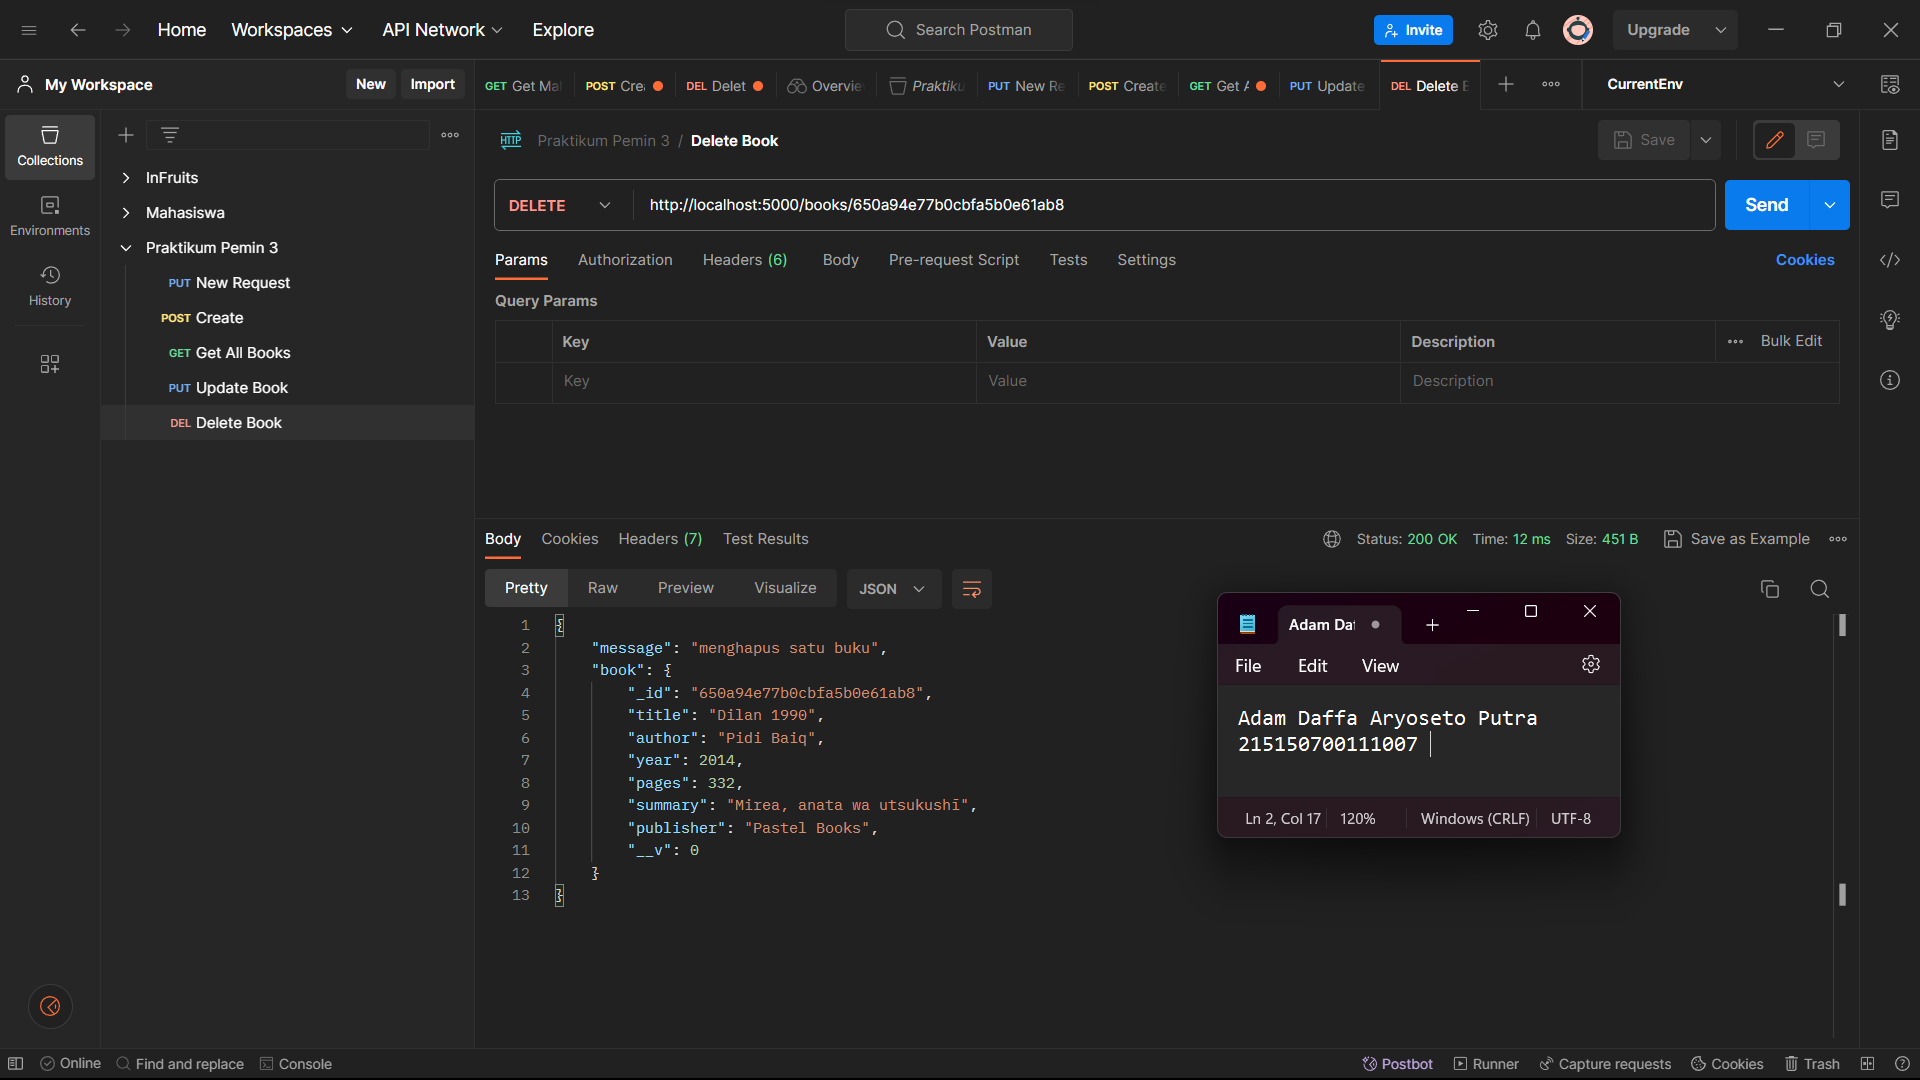 Home Workspaces API Network Explore Search Postman Invite Upgrade
My Workspace New Import
GET Get Ma POST Cre DEL Delet Overvie Praktiku PUT New Re POST Create GET Get A PUT Update DEL Delete B CurrentEnv
Collections
Environments
History
InFruits
Mahasiswa
Praktikum Pemin 3
PUT New Request
POST Create
GET Get All Books
PUT Update Book
DEL Delete Book
HTTP Praktikum Pemin 3 / Delete Book Save
DELETE http://localhost:5000/books/650a94e77b0cbfa5b0e61ab8 Send
Params Authorization Headers (6) Body Pre-request Script Tests Settings Cookies
Query Params
Key Value Description Bulk Edit
Key Value Description
Body Cookies Headers (7) Test Results Status: 200 OK Time: 12 ms Size: 451 B Save as Example
Pretty Raw Preview Visualize JSON
1 {
2 "message": "menghapus satu buku",
3 "book": {
4 "_id": "650a94e77b0cbfa5b0e61ab8",
5 "title": "Dilan 1990",
6 "author": "Pidi Baiq",
7 "year": 2014,
8 "pages": 332,
9 "summary": "Mirea, anata wa utsukushī",
10 "publisher": "Pastel Books",
11 "__v": 0
12 }
13 }
Adam Daf
File Edit View
Adam Daffa Aryoseto Putra
215150700111007
Ln 2, Col 17 120% Windows (CRLF) UTF-8
Online Find and replace Console Postbot Runner Capture requests Cookies Trash